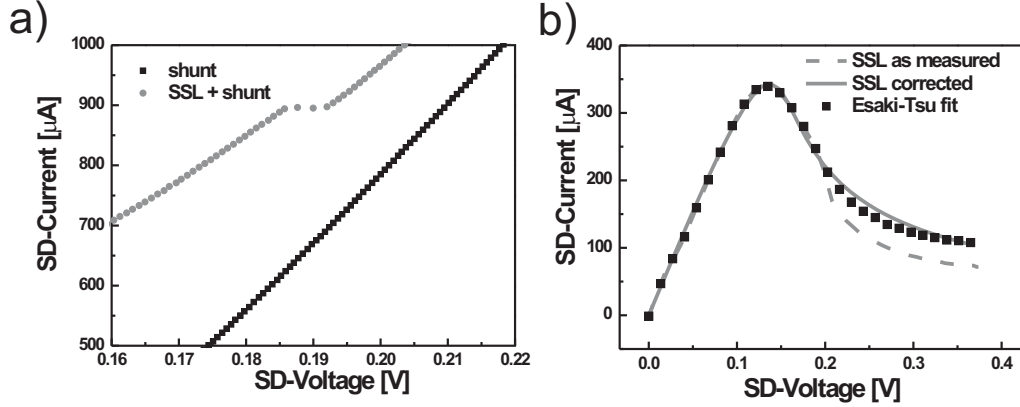 a)
1000
900
800
700
600
500
SD-Current [µA]
shunt
SSL + shunt
0.16 0.17 0.18 0.19 0.20 0.21 0.22
SD-Voltage [V]
b)
400
300
200
100
0
SD-Current [µA]
SSL as measured
SSL corrected
Esaki-Tsu fit
0.0 0.1 0.2 0.3 0.4
SD-Voltage [V]